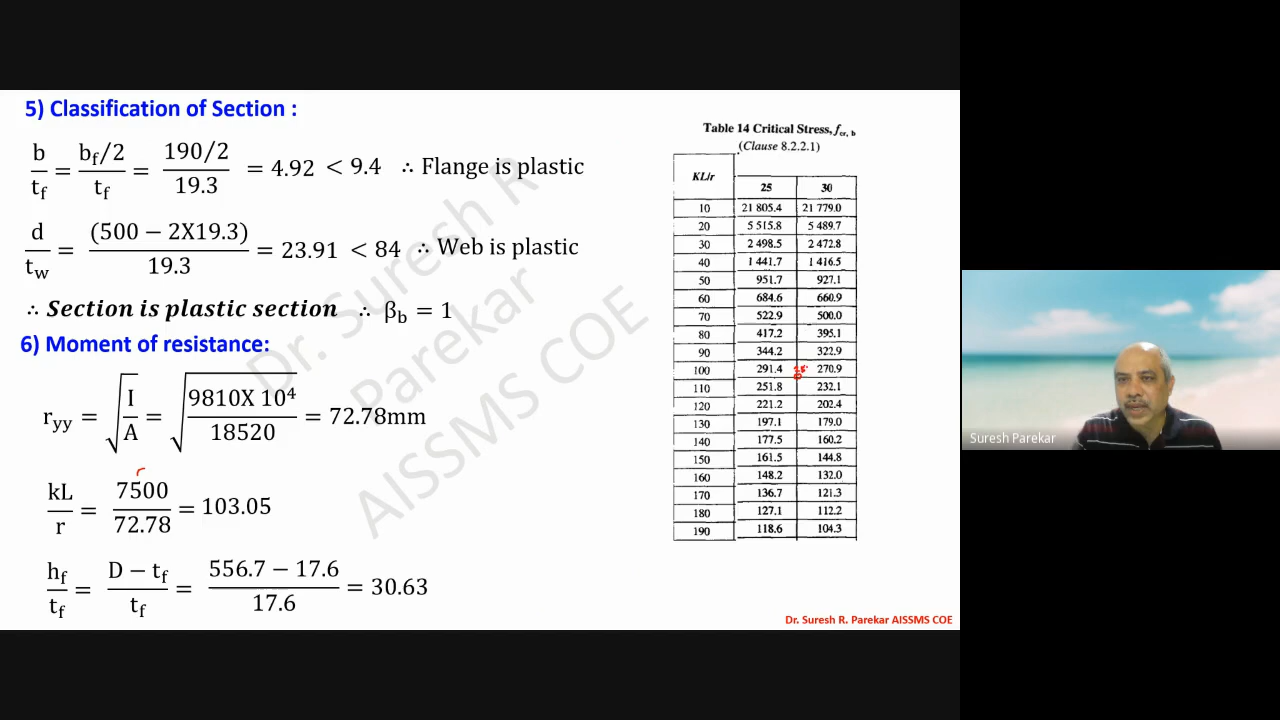 5) Classification of Section :
b/t_f = (b_f/2)/t_f = (190/2)/19.3 = 4.92 < 9.4 ∴ Flange is plastic
d/t_w = (500 − 2X19.3)/19.3 = 23.91 < 84 ∴ Web is plastic
∴ Section is plastic section ∴ β_b = 1
6) Moment of resistance:
r_yy = √(I/A) = √(9810X 10⁴/18520) = 72.78mm
kL/r = 7500/72.78 = 103.05
h_f/t_f = (D − t_f)/t_f = (556.7 − 17.6)/17.6 = 30.63
Table 14 Critical Stress, f_cr, b
(Clause 8.2.2.1)
KL/r 25 30
10 21 805.4 21 779.0
20 5 515.8 5 489.7
30 2 498.5 2 472.8
40 1 441.7 1 416.5
50 951.7 927.1
60 684.6 660.9
70 522.9 500.0
80 417.2 395.1
90 344.2 322.9
100 291.4 270.9
110 251.8 232.1
120 221.2 202.4
130 197.1 179.0
140 177.5 160.2
150 161.5 144.8
160 148.2 132.0
170 136.7 121.3
180 127.1 112.2
190 118.6 104.3
Dr. Suresh R
Parekar
AISSMS COE
Dr. Suresh R. Parekar AISSMS COE
Suresh Parekar